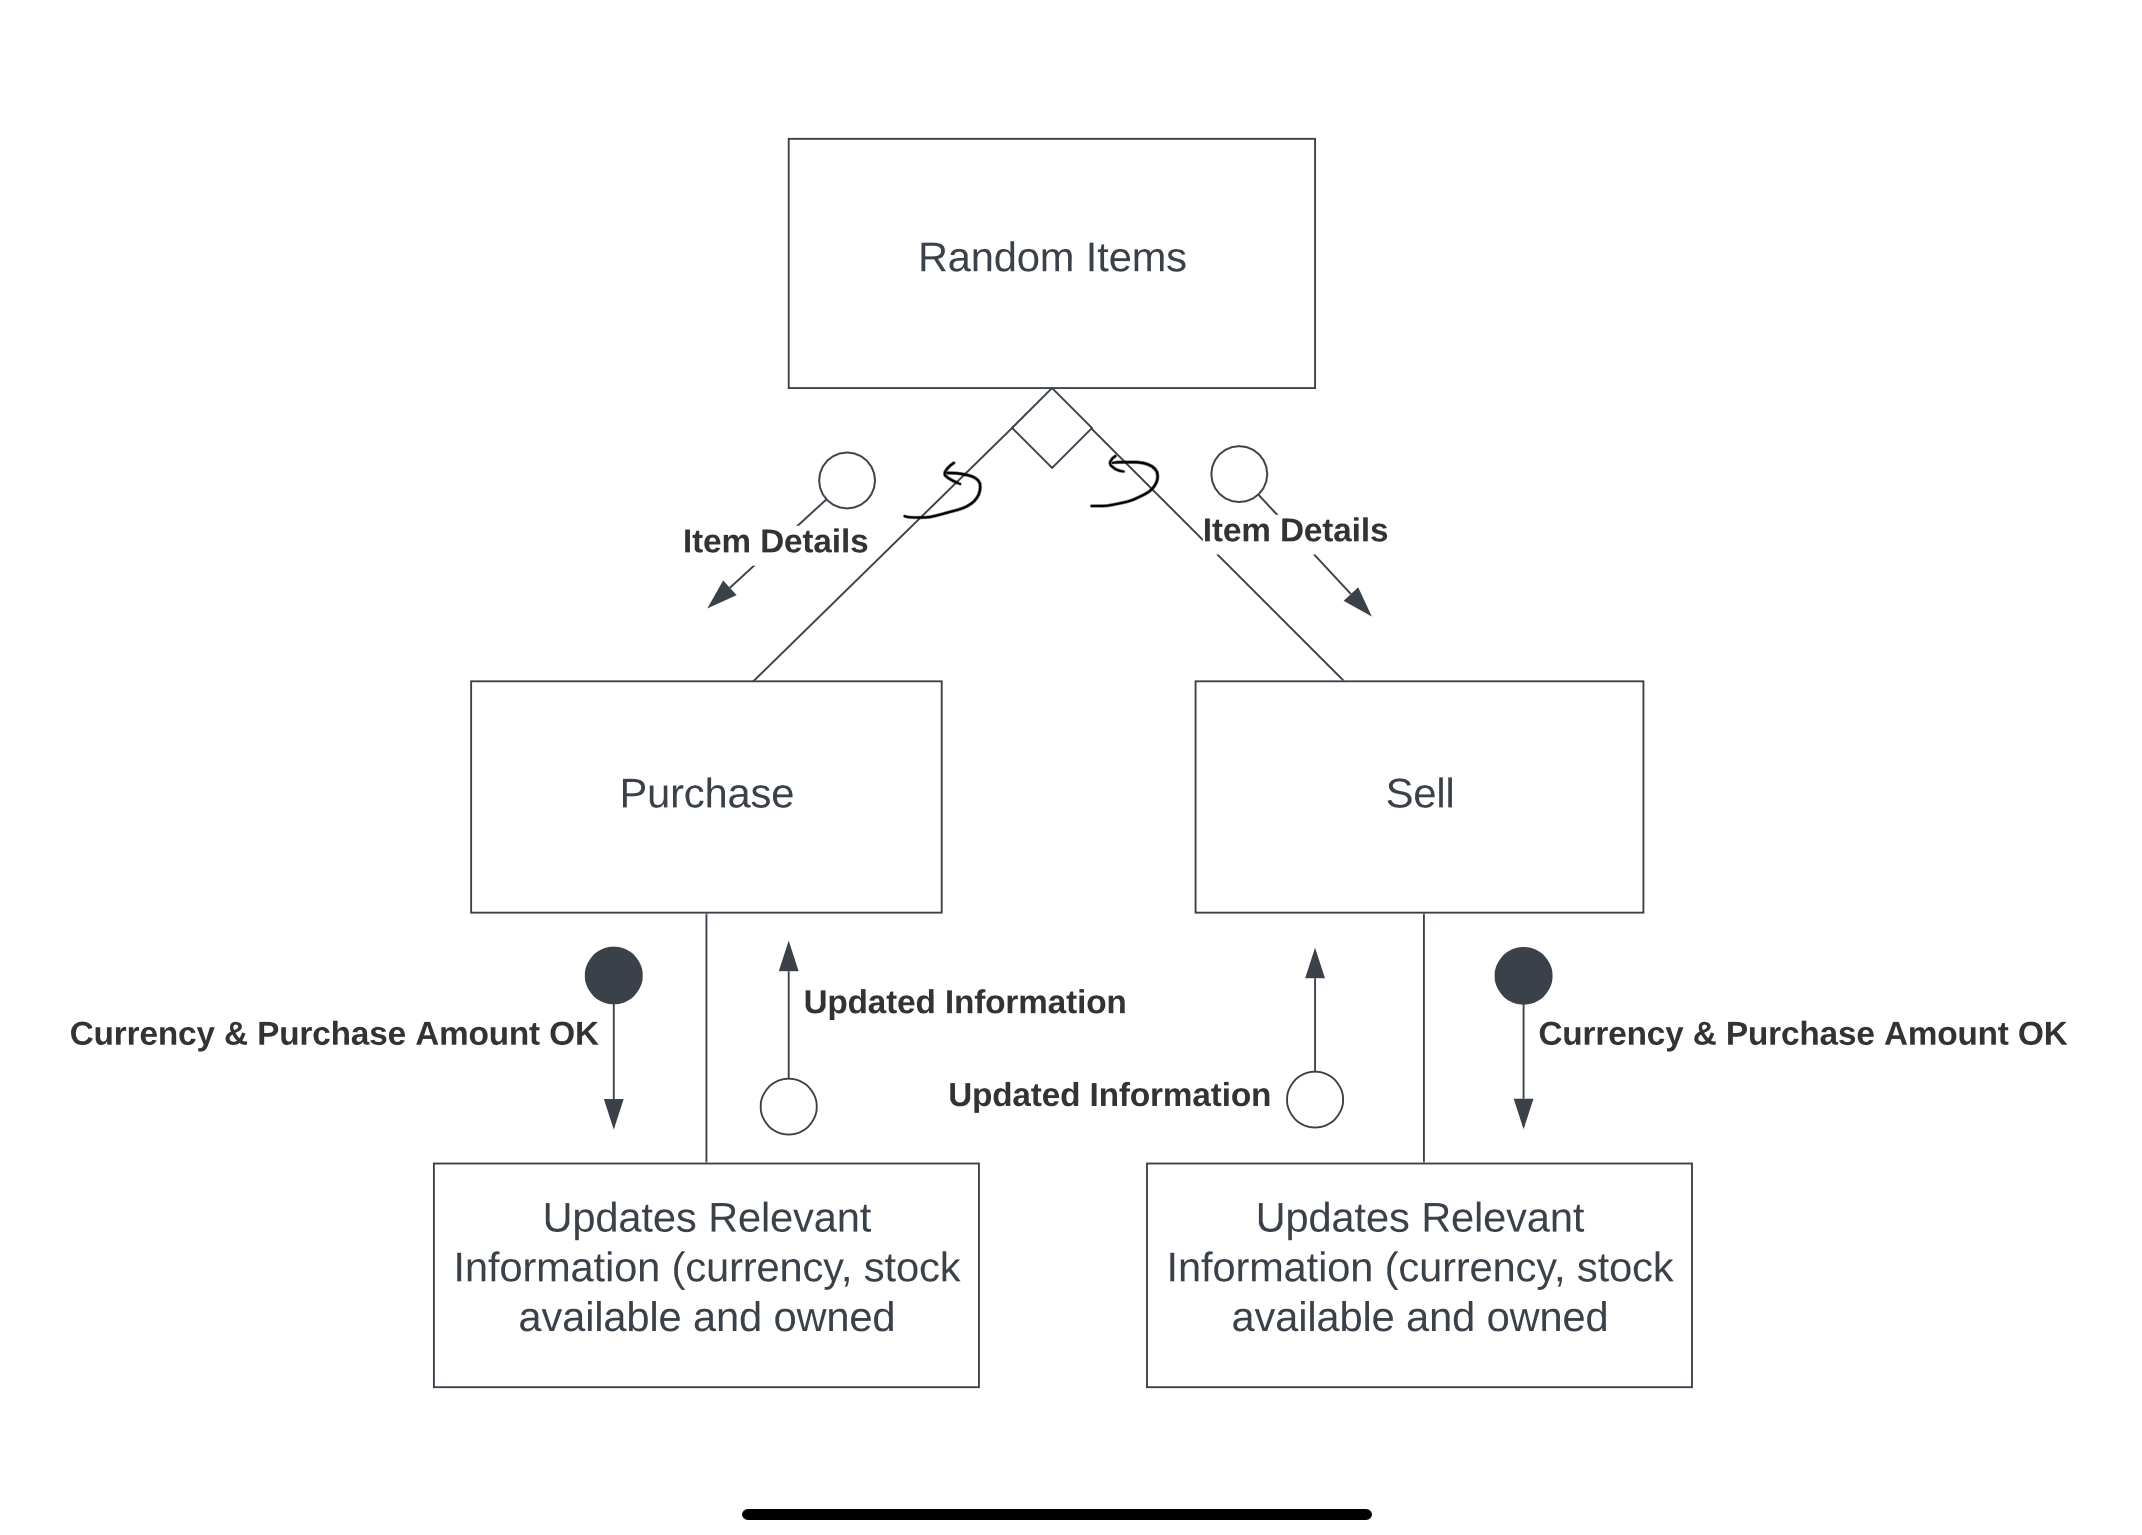 Random Items
Item Details
Item Details
Purchase
Sell
Updated Information
Currency & Purchase Amount OK
Currency & Purchase Amount OK
Updated Information
Updates Relevant
Information (currency, stock
available and owned
Updates Relevant
Information (currency, stock
available and owned